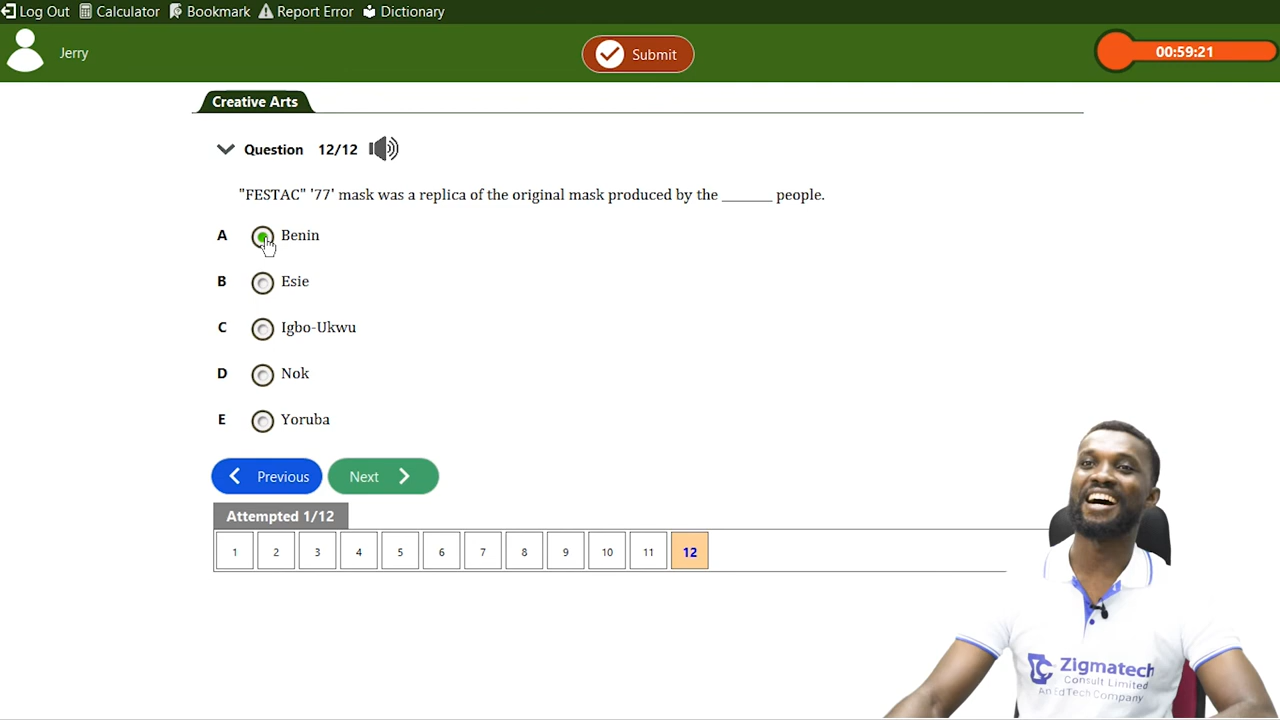 Log Out Calculator Bookmark Report Error Dictionary
Jerry
Submit
00:59:21
Creative Arts
Question 12/12
"FESTAC" '77' mask was a replica of the original mask produced by the _______ people.
A Benin
B Esie
C Igbo-Ukwu
D Nok
E Yoruba
Previous Next
Attempted 1/12
1 2 3 4 5 6 7 8 9 10 11 12
Zigmatech
Consult Limited
An EdTech Company